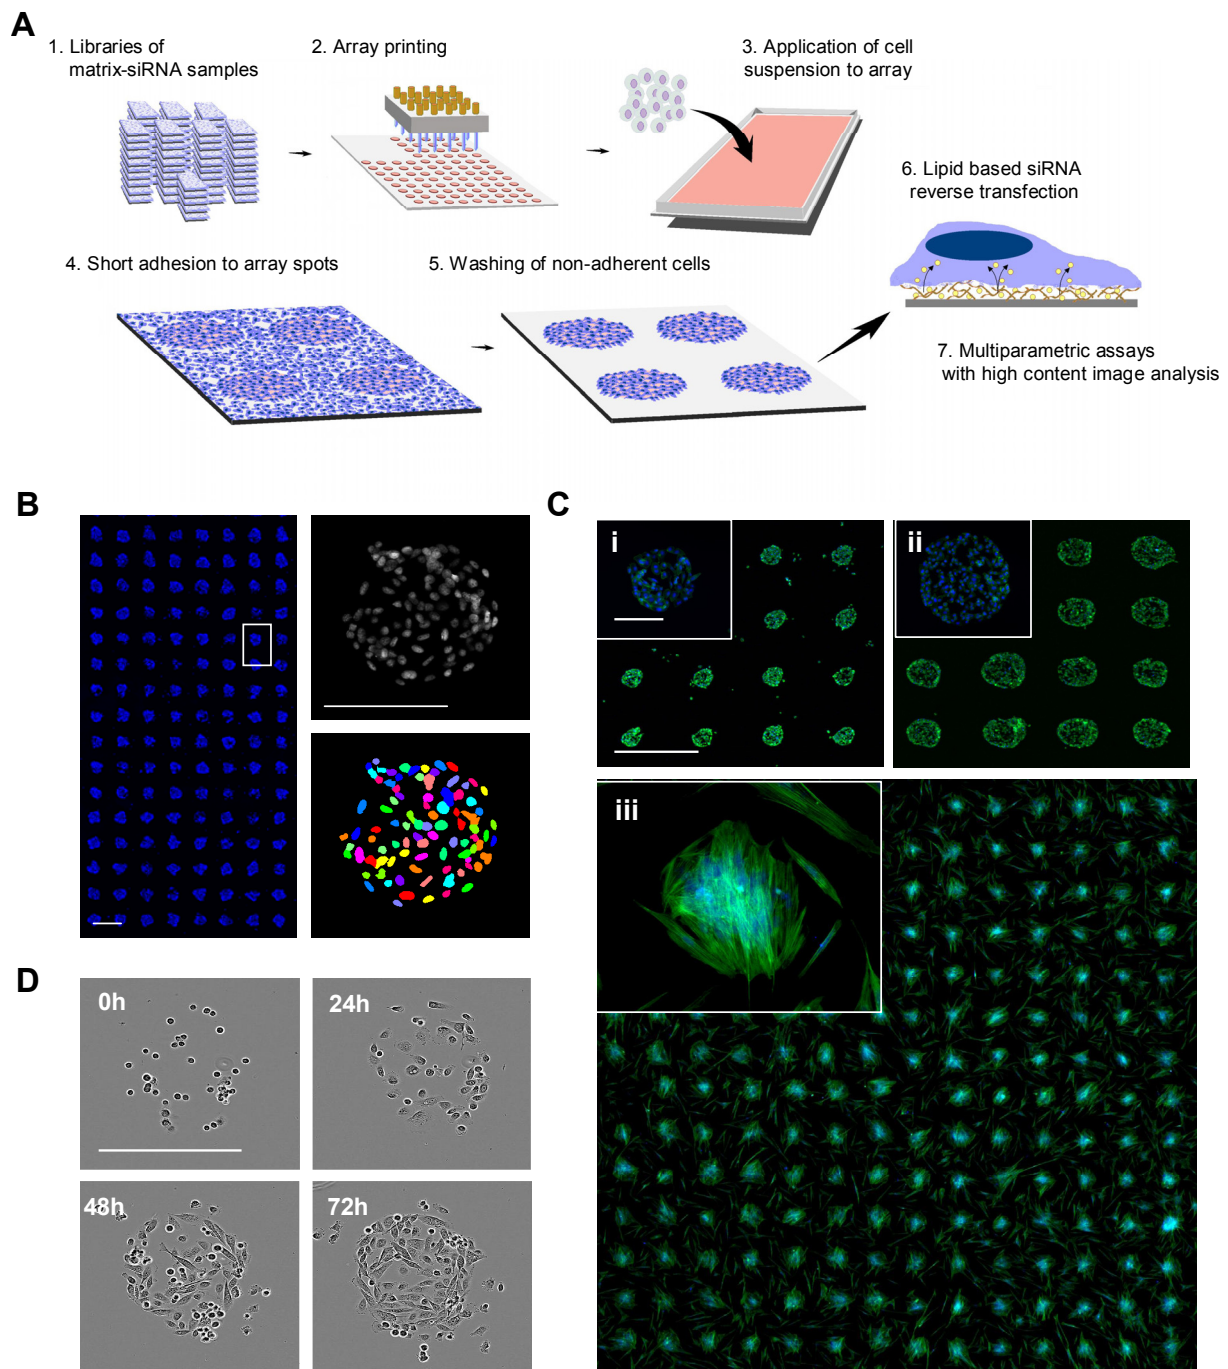 A
1. Libraries of
matrix-siRNA samples
2. Array printing
3. Application of cell
suspension to array
4. Short adhesion to array spots
5. Washing of non-adherent cells
6. Lipid based siRNA
reverse transfection
7. Multiparametric assays
with high content image analysis
B
C
i
ii
iii
D
0h
24h
48h
72h